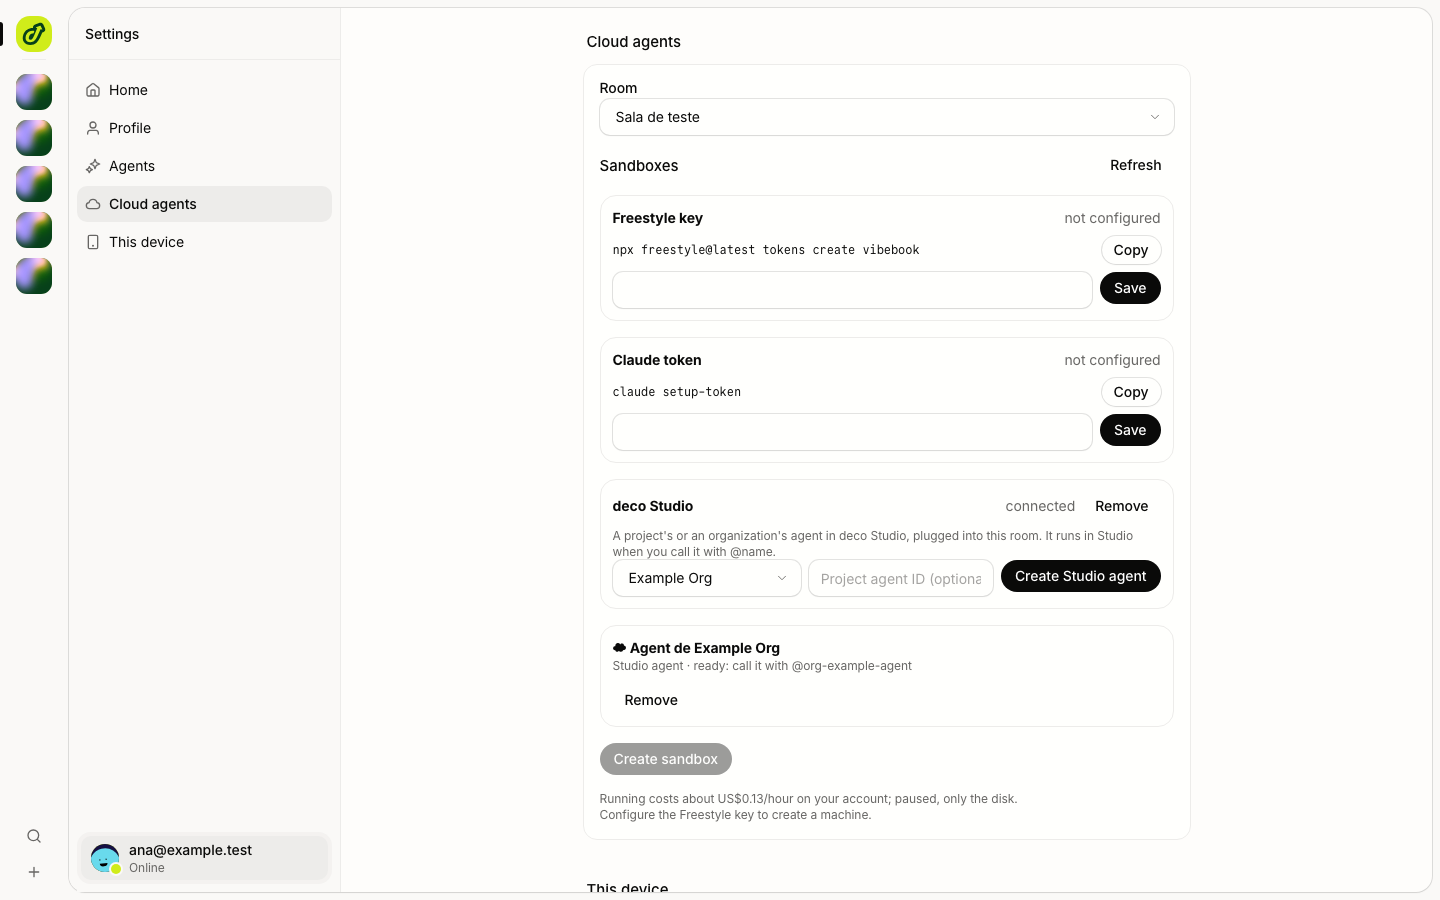 Settings
Home
Profile
Agents
Cloud agents
This device
ana@example.test
Online
Cloud agents
Room
Sala de teste
Sandboxes
Refresh
Freestyle key
not configured
npx freestyle@latest tokens create vibebook
Copy
Save
Claude token
not configured
claude setup-token
Copy
Save
deco Studio
connected
Remove
A project's or an organization's agent in deco Studio, plugged into this room. It runs in Studio
when you call it with @name.
Example Org
Project agent ID (optiona
Create Studio agent
Agent de Example Org
Studio agent · ready: call it with @org-example-agent
Remove
Create sandbox
Running costs about US$0.13/hour on your account; paused, only the disk.
Configure the Freestyle key to create a machine.
This device